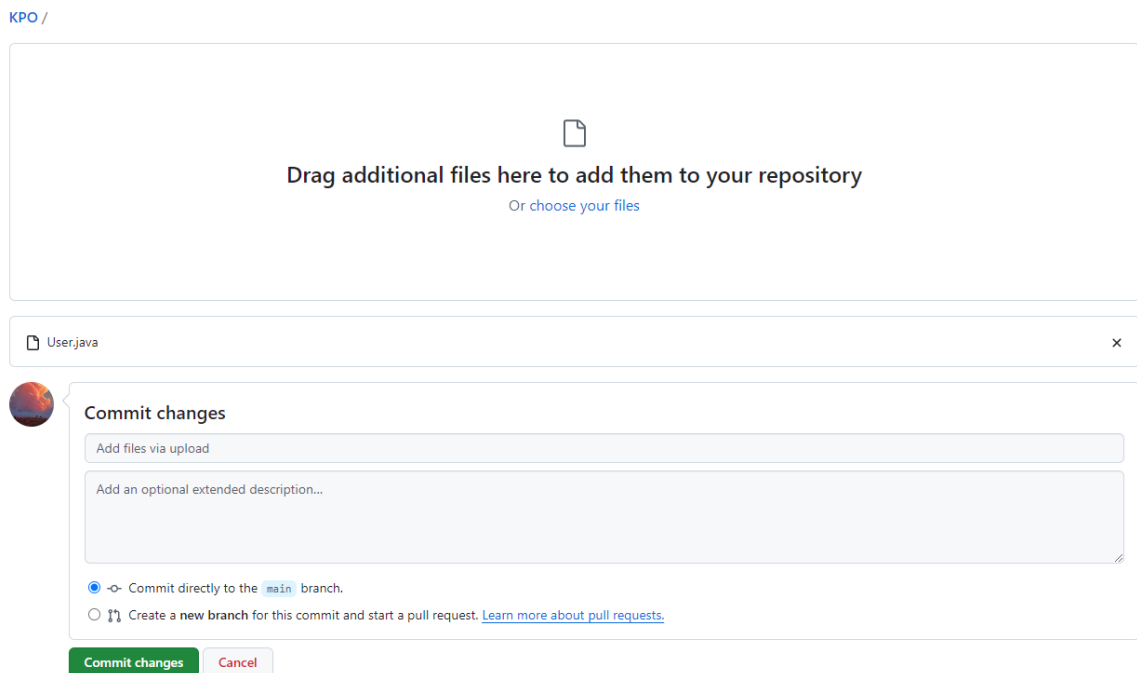 KPO /
Drag additional files here to add them to your repository
Or choose your files
User.java
Commit changes
Add files via upload
Add an optional extended description...
Commit directly to the main branch.
Create a new branch for this commit and start a pull request. Learn more about pull requests.
Commit changes Cancel